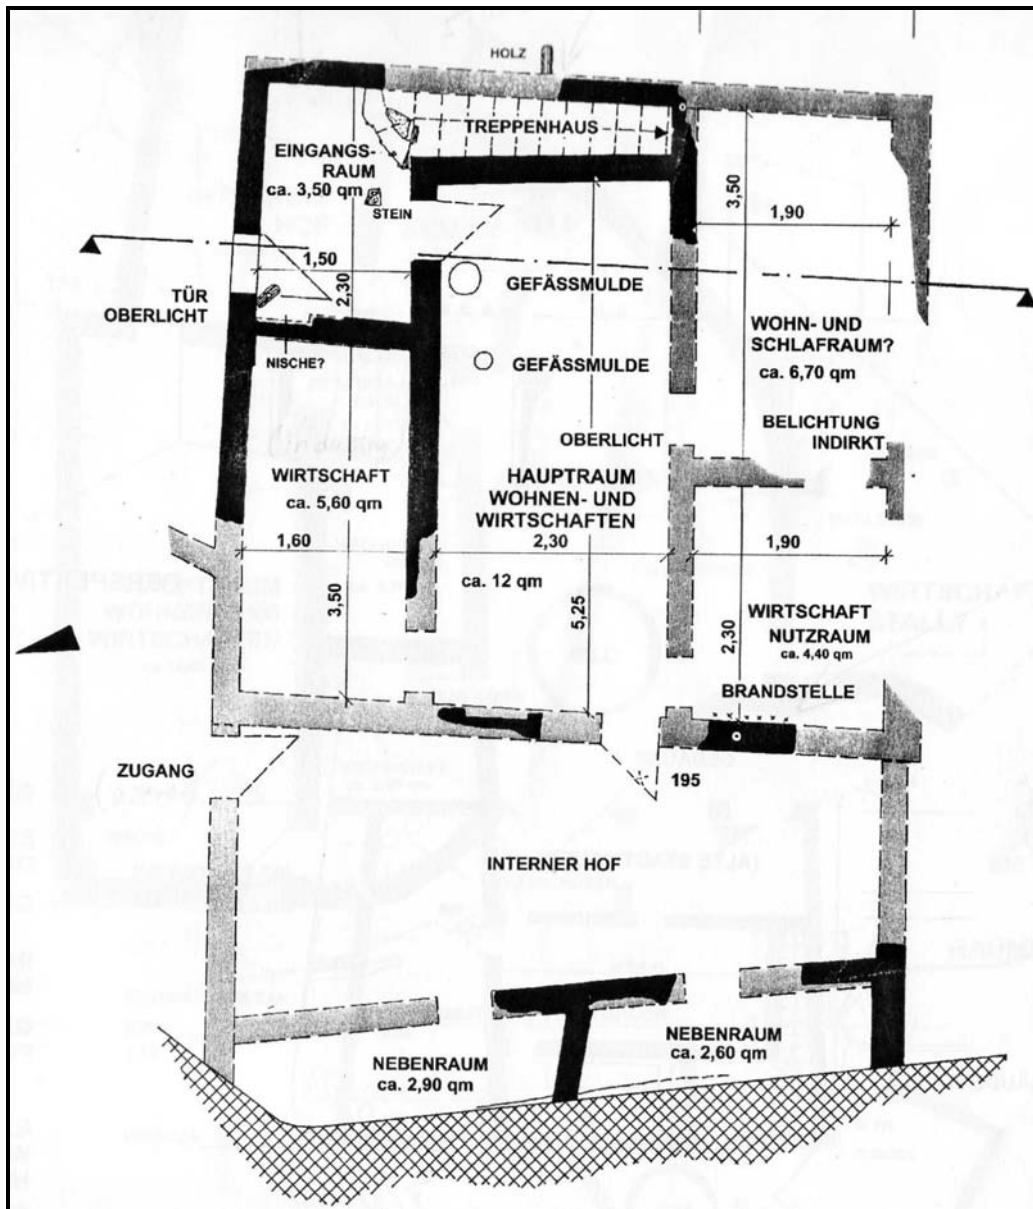 HOLZ
TREPPENHAUS
EINGANGS-
RAUM
ca. 3,50 qm
STEIN
3,50
1,90
1,50
2,30
GEFÄSSMULDE
TÜR
OBERLICHT
WOHN- UND
SCHLAFRAUM?
ca. 6,70 qm
NISCHE?
GEFÄSSMULDE
BELICHTUNG
INDIRKT
OBERLICHT
WIRTSCHAFT
ca. 5,60 qm
HAUPTRAUM
WOHNEN- UND
WIRTSCHAFTEN
1,60
2,30
1,90
ca. 12 qm
3,50
5,25
2,30
WIRTSCHAFT
NUTZRAUM
ca. 4,40 qm
BRANDSTELLE
ZUGANG
195
INTERNER HOF
NEBENRAUM
ca. 2,90 qm
NEBENRAUM
ca. 2,60 qm